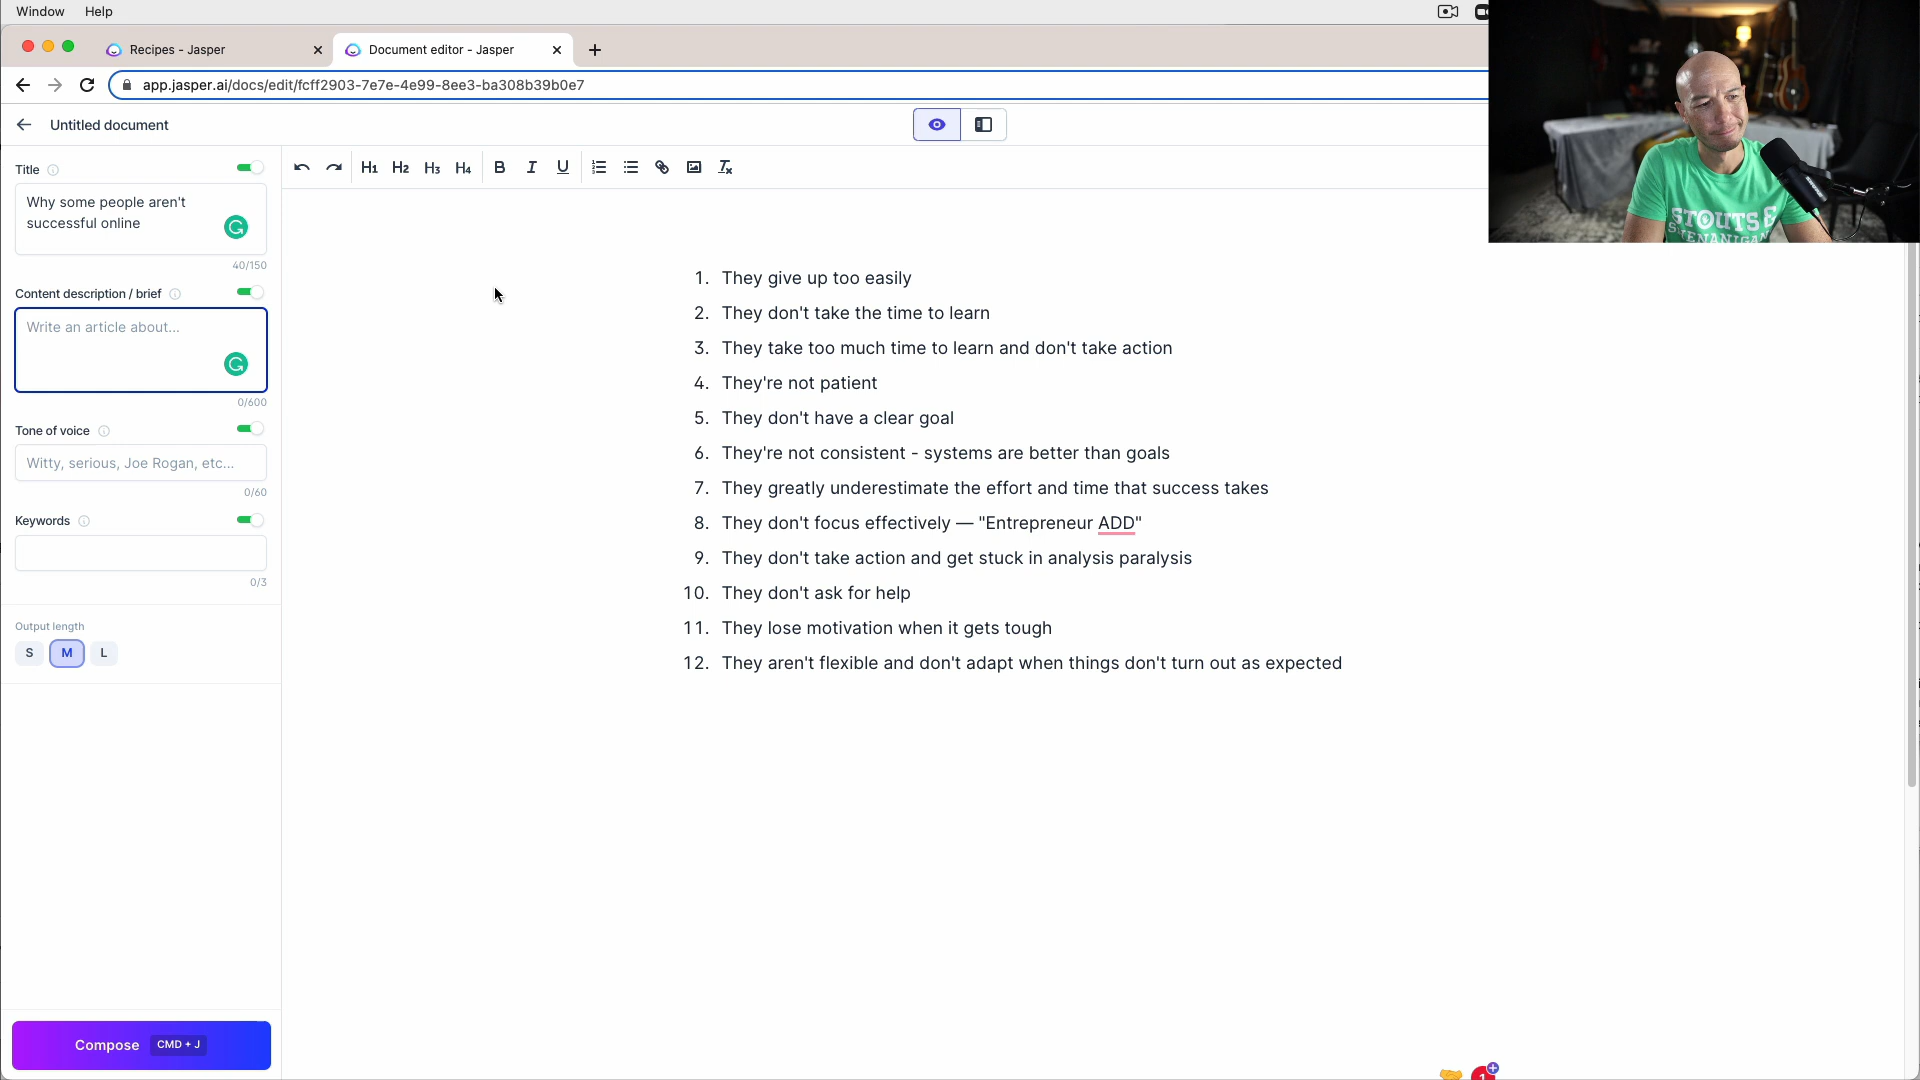 Window Help
Recipes - Jasper
Document editor - Jasper
app.jasper.ai/docs/edit/fcff2903-7e7e-4e99-8ee3-ba308b39b0e7
Untitled document
H1 H2 H3 H4 B I U
Title
Why some people aren't
successful online
40/150
Content description / brief
Write an article about...
0/600
Tone of voice
Witty, serious, Joe Rogan, etc...
0/60
Keywords
0/3
Output length
S M L
Compose CMD + J
1. They give up too easily
2. They don't take the time to learn
3. They take too much time to learn and don't take action
4. They're not patient
5. They don't have a clear goal
6. They're not consistent - systems are better than goals
7. They greatly underestimate the effort and time that success takes
8. They don't focus effectively — "Entrepreneur ADD"
9. They don't take action and get stuck in analysis paralysis
10. They don't ask for help
11. They lose motivation when it gets tough
12. They aren't flexible and don't adapt when things don't turn out as expected
STOUTS &
SHENANIGANS